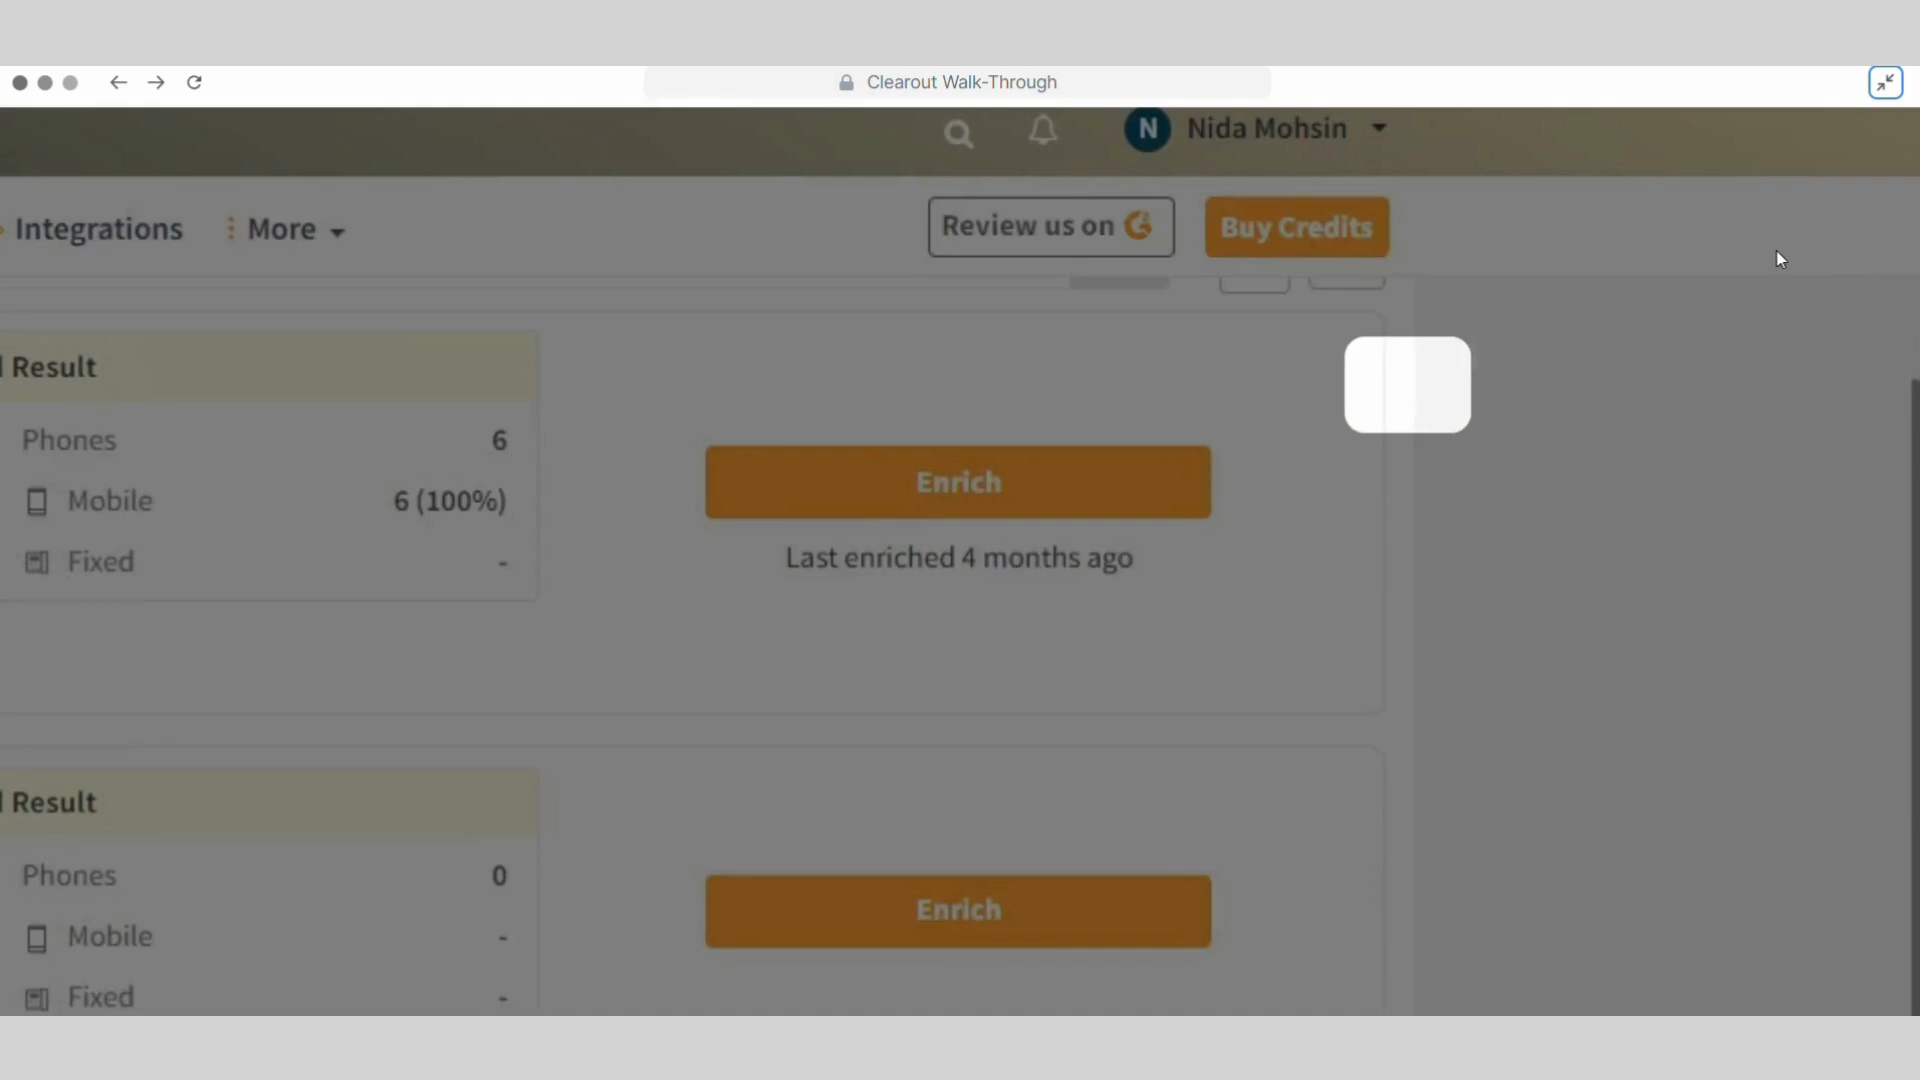 Clearout Walk-Through
N Nida Mohsin
Integrations
More
Review us on
Buy Credits
Result
Phones 6
Mobile 6 (100%)
Fixed -
Enrich
Last enriched 4 months ago
Result
Phones 0
Mobile -
Fixed -
Enrich